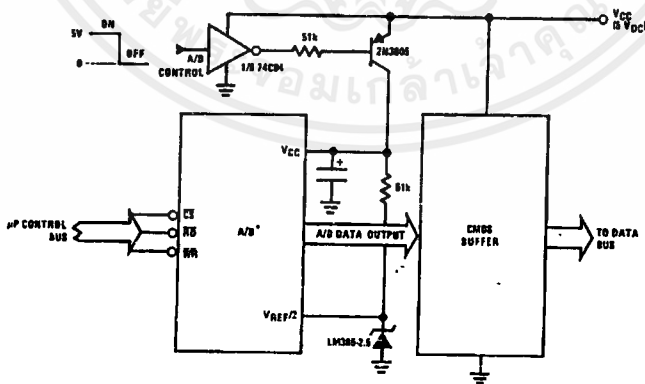 VCC
(5 VDC)
5V
ON
OFF
0
A/D
CONTROL
1/6 74C04
51k
2N3906
VCC
51k
µP CONTROL
BUS
CS
RD
WR
A/D*
A/D DATA OUTPUT
CMOS
BUFFER
TO DATA
BUS
VREF/2
LM385-2.5